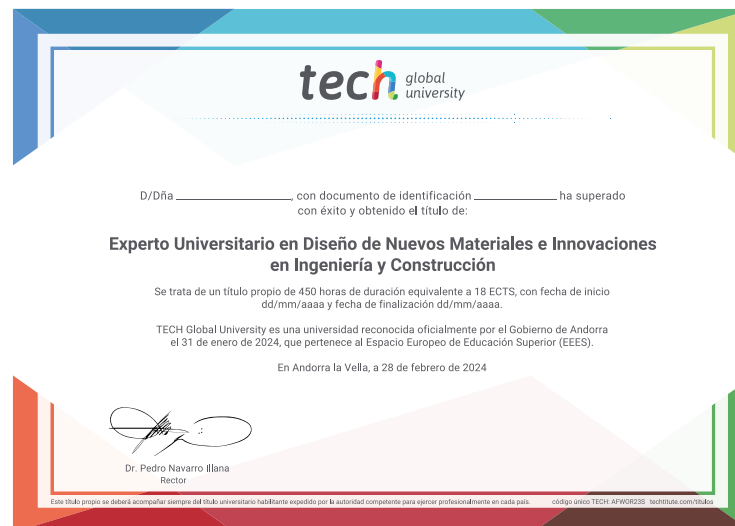 tech global university
D/Dña ____________, con documento de identificación ____________ ha superado
con éxito y obtenido el título de:
Experto Universitario en Diseño de Nuevos Materiales e Innovaciones
en Ingeniería y Construcción
Se trata de un título propio de 450 horas de duración equivalente a 18 ECTS, con fecha de inicio
dd/mm/aaaa y fecha de finalización dd/mm/aaaa.
TECH Global University es una universidad reconocida oficialmente por el Gobierno de Andorra
el 31 de enero de 2024, que pertenece al Espacio Europeo de Educación Superior (EEES).
En Andorra la Vella, a 28 de febrero de 2024
Dr. Pedro Navarro Illana
Rector
Este título propio se deberá acompañar siempre del título universitario habilitante expedido por la autoridad competente para ejercer profesionalmente en cada país. código único TECH: AFWOR23S techtitute.com/titulos